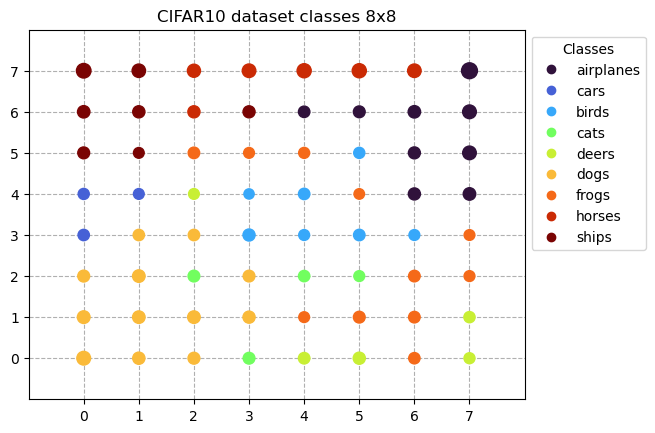 CIFAR10 dataset classes 8x8
7
6
5
4
3
2
1
0
0 1 2 3 4 5 6 7
Classes
airplanes
cars
birds
cats
deers
dogs
frogs
horses
ships